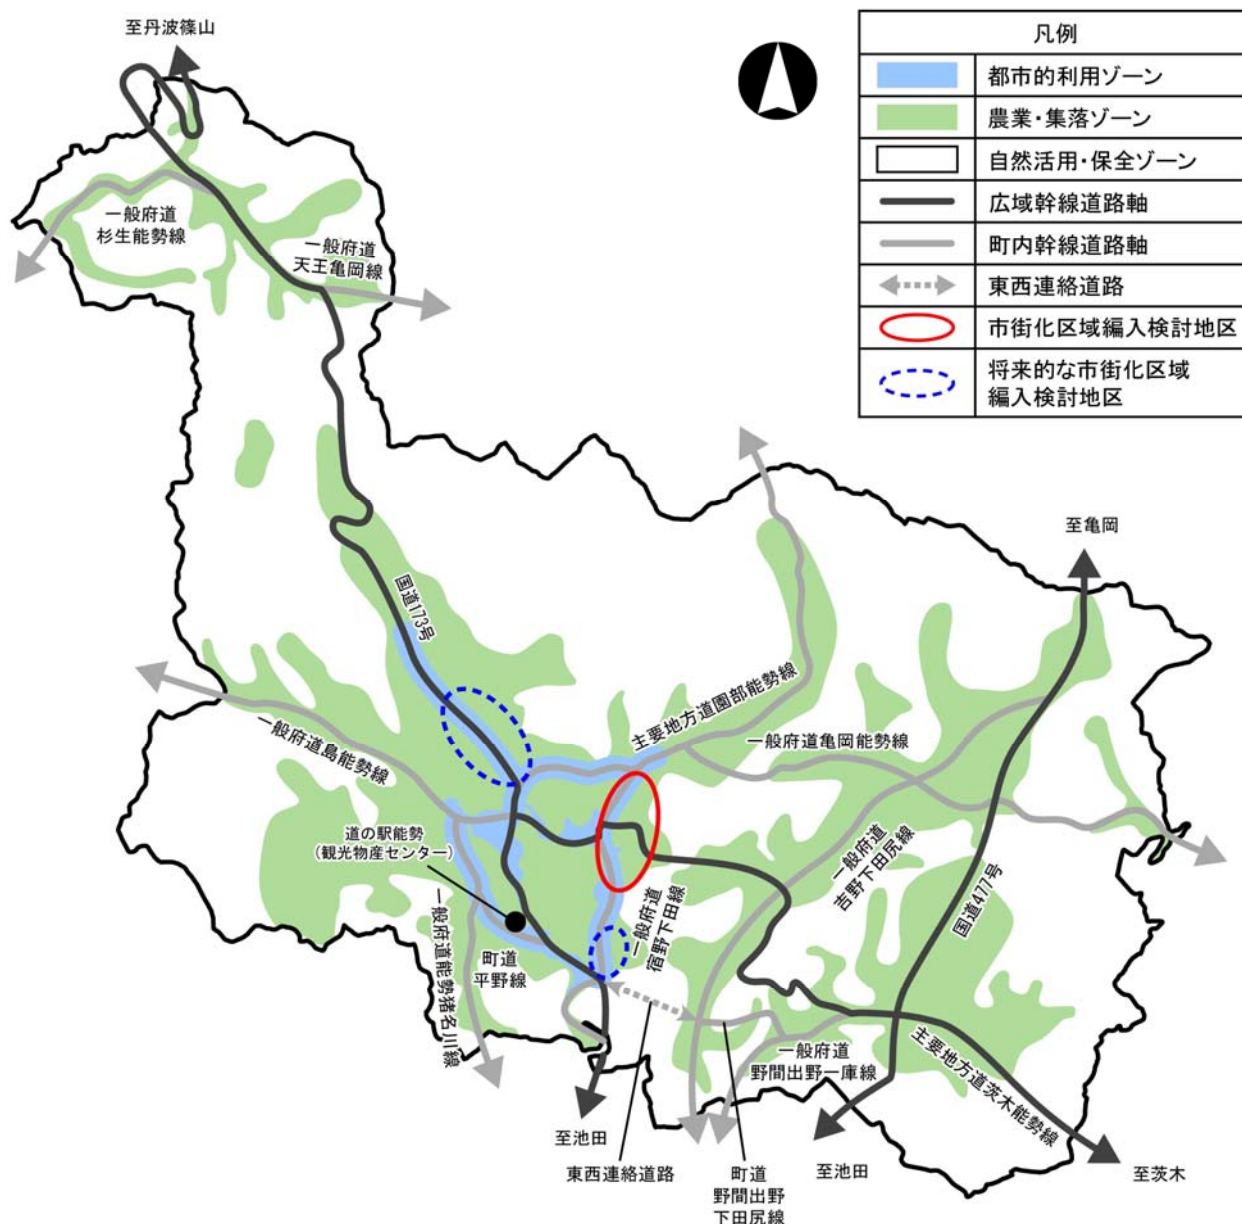 至丹波篠山
凡例
都市的利用ゾーン
農業・集落ゾーン
自然活用・保全ゾーン
広域幹線道路軸
町内幹線道路軸
東西連絡道路
市街化区域編入検討地区
将来的な市街化区域
編入検討地区
一般府道
杉生能勢線
一般府道
天王亀岡線
至亀岡
国道173号
主要地方道園部能勢線
一般府道島能勢線
一般府道亀岡能勢線
道の駅能勢
(観光物産センター)
一般府道
吉野下田尻線
国道477号
一般府道
宿野下田線
一般府道能勢猪名川線
町道
平野線
一般府道
野間出野一庫線
主要地方道茨木能勢線
至池田
東西連絡道路
町道
野間出野
下田尻線
至池田
至茨木